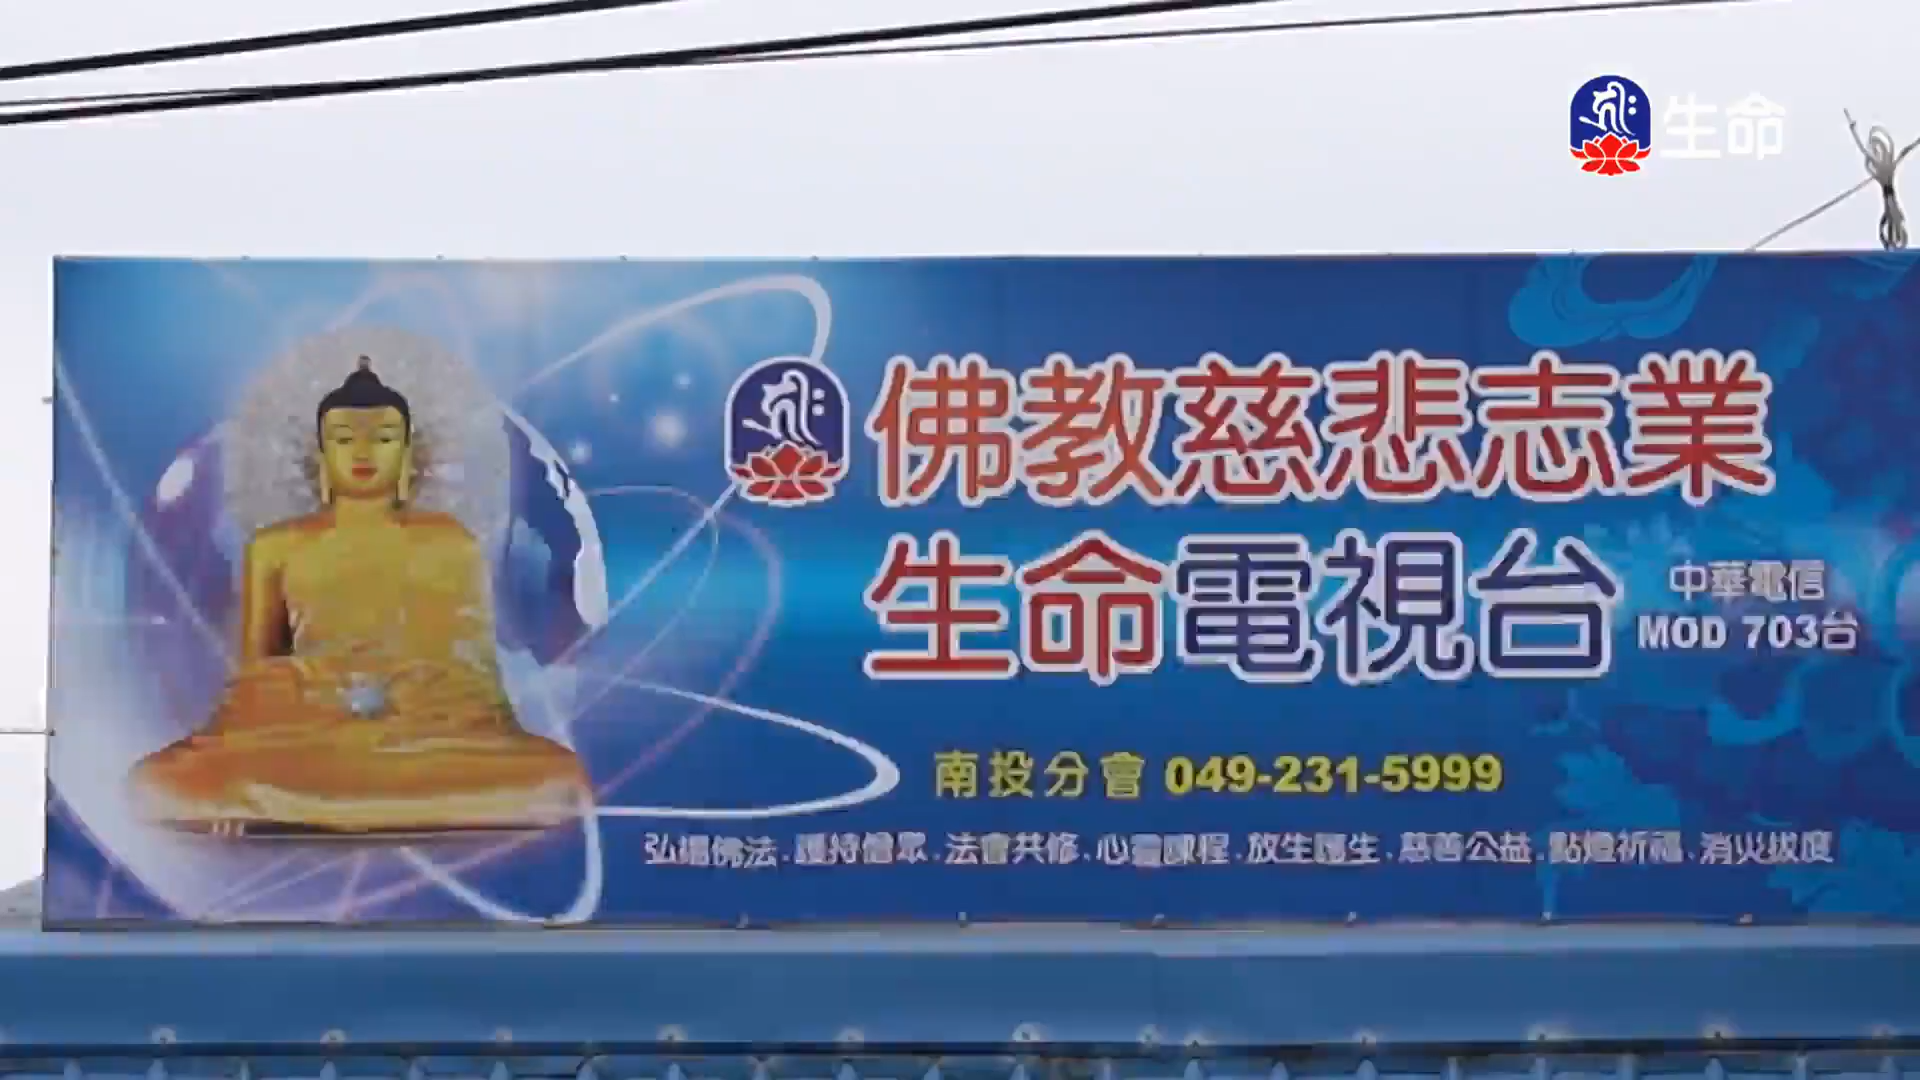 生命
佛教慈悲志業
生命電視台
中華電信
MOD 703台
南投分會 049-231-5999
弘揚佛法.護持僧眾.法會共修.心靈課程.放生護生.慈善公益.點燈祈福.消災拔度